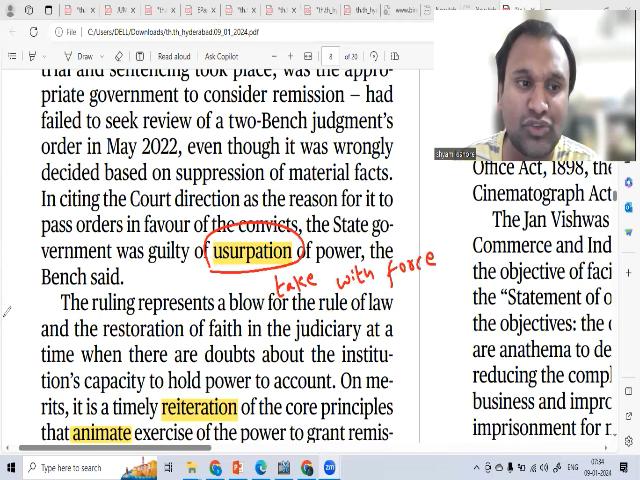 C:/Users/DELL/Downloads/th.th_hyderabad.09_01_2024.pdf
Draw
Read aloud
Ask Copilot
8 of 20
trial and sentencing took place, was the appro-
priate government to consider remission — had
failed to seek review of a two-Bench judgment's
order in May 2022, even though it was wrongly
decided based on suppression of material facts.
In citing the Court direction as the reason for it to
pass orders in favour of the convicts, the State go-
vernment was guilty of usurpation of power, the
Bench said.
take with force
The ruling represents a blow for the rule of law
and the restoration of faith in the judiciary at a
time when there are doubts about the institu-
tion's capacity to hold power to account. On me-
rits, it is a timely reiteration of the core principles
that animate exercise of the power to grant remis-
Office Act, 1898, the
Cinematograph Act
The Jan Vishwas
Commerce and Ind
the objective of faci
the "Statement of o
the objectives: the
are anathema to de
reducing the compl
business and impro
imprisonment for
Type here to search
ENG
07:34
09-01-2024